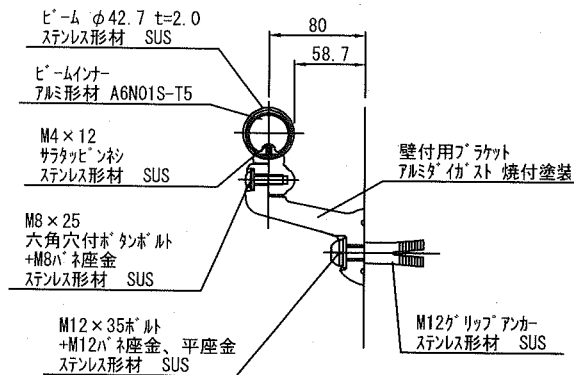 ビーム φ42.7 t=2.0
ステンレス形材 SUS
80
58.7
ビームインナー
アルミ形材 A6N01S-T5
M4×12
サラタッピンネジ
ステンレス形材 SUS
壁付用ブラケット
アルミダイカスト 焼付塗装
M8×25
六角穴付ボタンボルト
+M8バネ座金
ステンレス形材 SUS
M12×35ボルト
+M12バネ座金、平座金
ステンレス形材 SUS
M12グリップアンカー
ステンレス形材 SUS